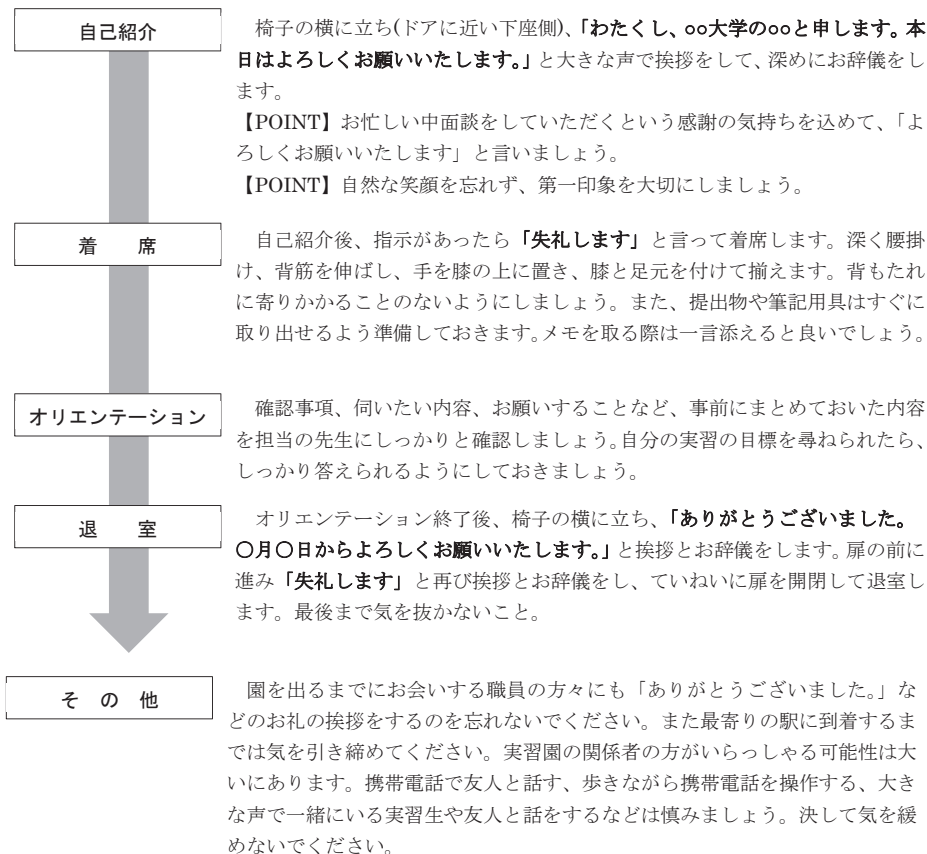 自己紹介
椅子の横に立ち(ドアに近い下座側)、「わたくし、○○大学の○○と申します。本
日はよろしくお願いいたします。」と大きな声で挨拶をして、深めにお辞儀をし
ます。
【POINT】お忙しい中面談をしていただくという感謝の気持ちを込めて、「よ
ろしくお願いいたします」と言いましょう。
【POINT】自然な笑顔を忘れず、第一印象を大切にしましょう。
着 席
自己紹介後、指示があったら「失礼します」と言って着席します。深く腰掛
け、背筋を伸ばし、手を膝の上に置き、膝と足元を付けて揃えます。背もたれ
に寄りかかることのないようにしましょう。また、提出物や筆記用具はすぐに
取り出せるよう準備しておきます。メモを取る際は一言添えると良いでしょう。
オリエンテーション
確認事項、伺いたい内容、お願いすることなど、事前にまとめておいた内容
を担当の先生にしっかりと確認しましょう。自分の実習の目標を尋ねられたら、
しっかり答えられるようにしておきましょう。
退 室
オリエンテーション終了後、椅子の横に立ち、「ありがとうございました。
〇月〇日からよろしくお願いいたします。」と挨拶とお辞儀をします。扉の前に
進み「失礼します」と再び挨拶とお辞儀をし、ていねいに扉を開閉して退室し
ます。最後まで気を抜かないこと。
そ の 他
園を出るまでにお会いする職員の方々にも「ありがとうございました。」な
どのお礼の挨拶をするのを忘れないでください。また最寄りの駅に到着するま
では気を引き締めてください。実習園の関係者の方がいらっしゃる可能性は大
いにあります。携帯電話で友人と話す、歩きながら携帯電話を操作する、大き
な声で一緒にいる実習生や友人と話をするなどは慎みましょう。決して気を緩
めないでください。